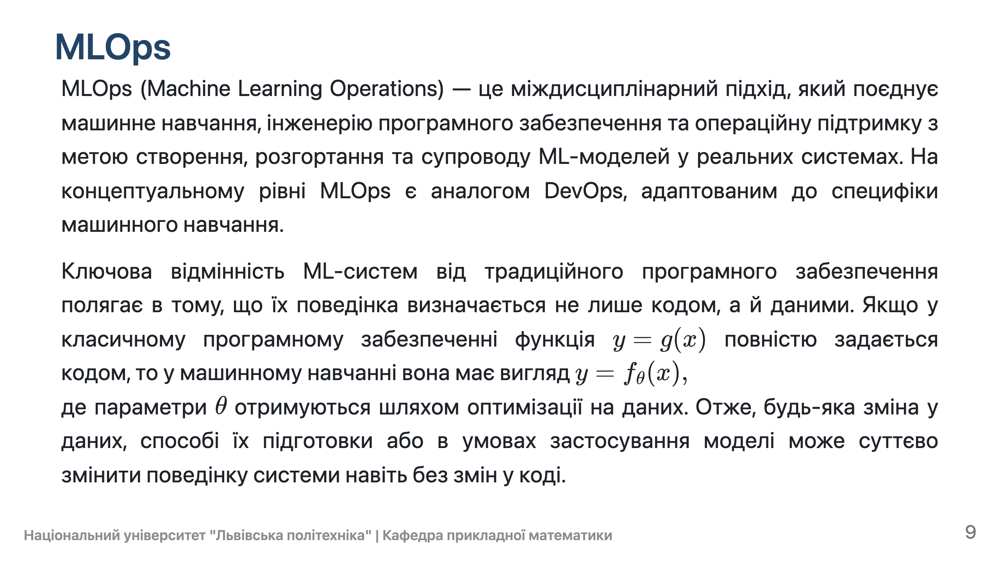 MLOps
MLOps (Machine Learning Operations) — це міждисциплінарний підхід, який поєднує
машинне навчання, інженерію програмного забезпечення та операційну підтримку з
метою створення, розгортання та супроводу ML-моделей у реальних системах. На
концептуальному рівні MLOps є аналогом DevOps, адаптованим до специфіки
машинного навчання.
Ключова відмінність ML-систем від традиційного програмного забезпечення
полягає в тому, що їх поведінка визначається не лише кодом, а й даними. Якщо у
класичному програмному забезпеченні функція y = g(x) повністю задається
кодом, то у машинному навчанні вона має вигляд y = f_θ(x),
де параметри θ отримуються шляхом оптимізації на даних. Отже, будь-яка зміна у
даних, способі їх підготовки або в умовах застосування моделі може суттєво
змінити поведінку системи навіть без змін у коді.
Національний університет "Львівська політехніка" | Кафедра прикладної математики
9